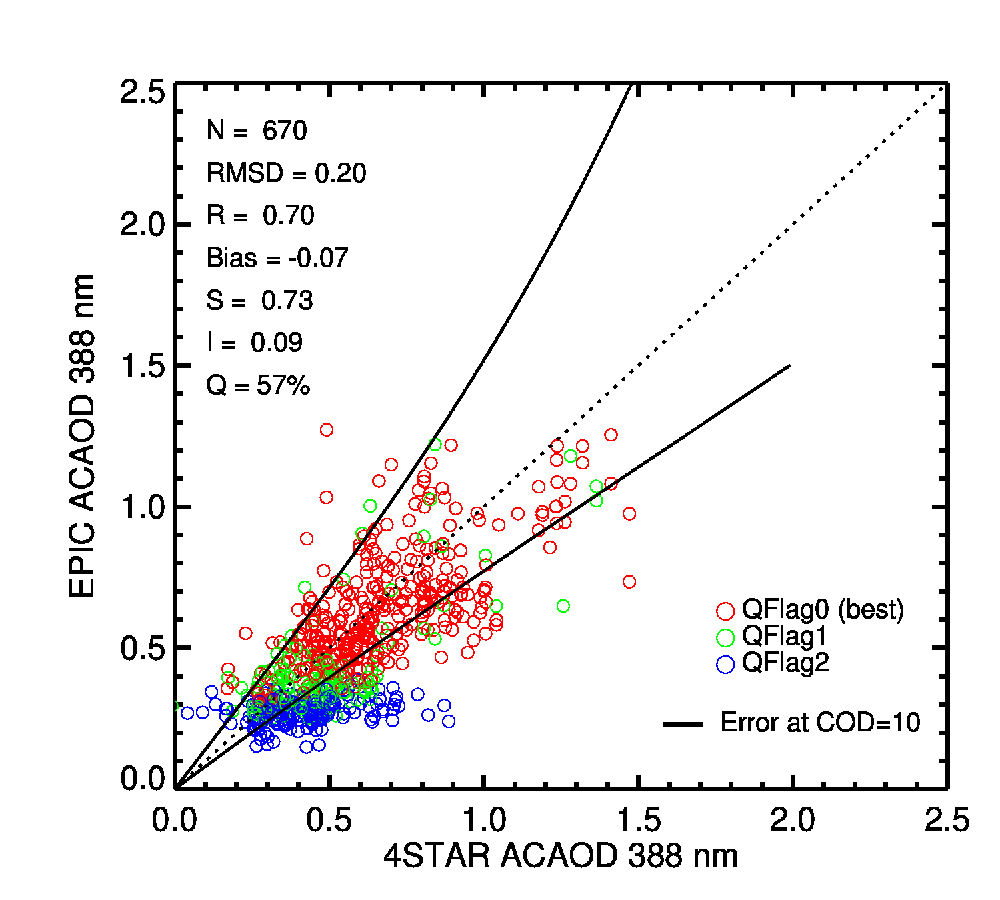 2.5
2.0
1.5
1.0
0.5
0.0
EPIC ACAOD 388 nm
N = 670
RMSD = 0.20
R = 0.70
Bias = -0.07
S = 0.73
I = 0.09
Q = 57%
QFlag0 (best)
QFlag1
QFlag2
Error at COD=10
0.0 0.5 1.0 1.5 2.0 2.5
4STAR ACAOD 388 nm